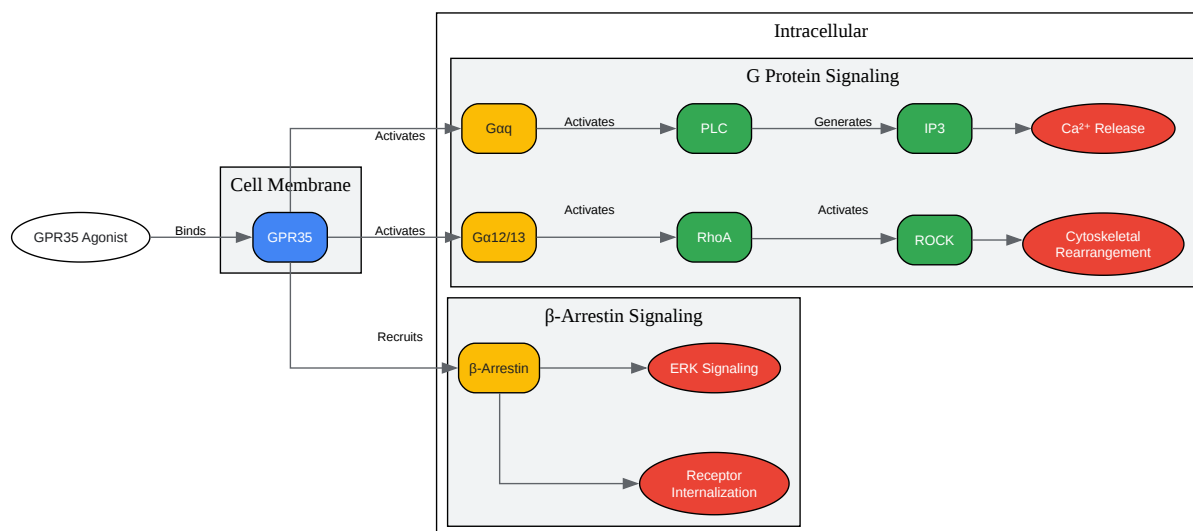 Intracellular
G Protein Signaling
Gαq
Activates
PLC
Generates
IP3
Ca²⁺ Release
Activates
Cell Membrane
GPR35 Agonist
Binds
GPR35
Activates
Gα12/13
Activates
RhoA
Activates
ROCK
Cytoskeletal
Rearrangement
β-Arrestin Signaling
Recruits
β-Arrestin
ERK Signaling
Receptor
Internalization